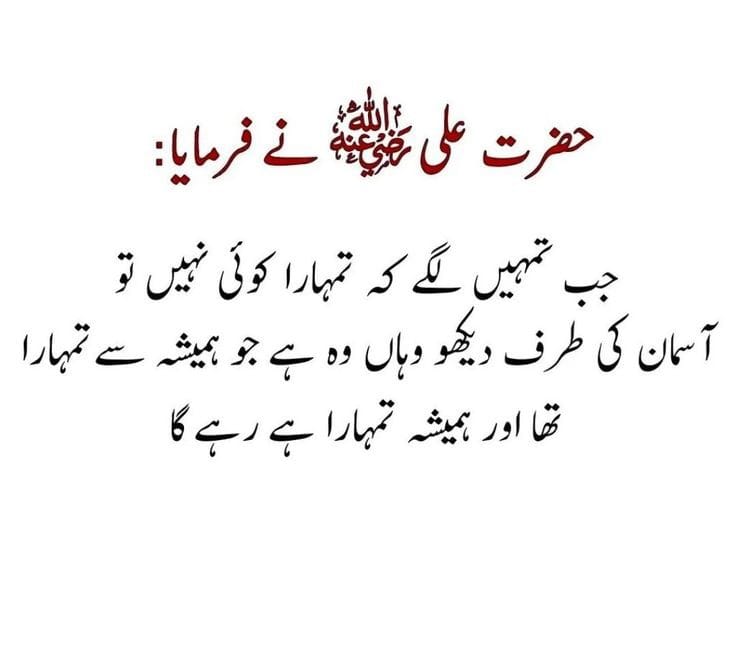 حضرت علی رضی اللہ عنہ نے فرمایا:
جب تمہیں لگے کہ تمہارا کوئی نہیں تو
آسمان کی طرف دیکھو وہاں وہ ہے جو ہمیشہ سے تمہارا
تھا اور ہمیشہ تمہارا ہے رہے گا